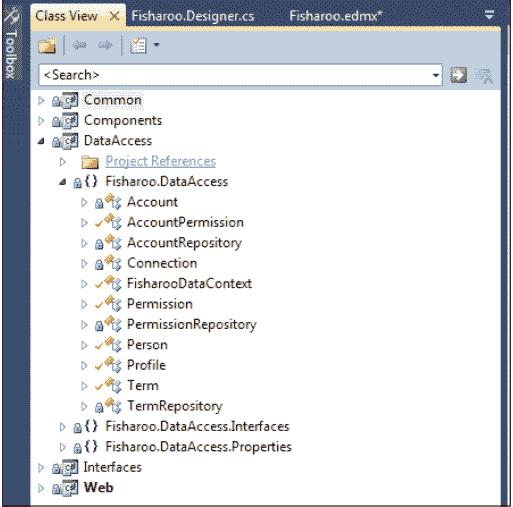 Class View Fisharoo.Designer.cs Fisharoo.edmx*
Toolbox
<Search>
Common
Components
DataAccess
Project References
{} Fisharoo.DataAccess
Account
AccountPermission
AccountRepository
Connection
FisharooDataContext
Permission
PermissionRepository
Person
Profile
Term
TermRepository
{} Fisharoo.DataAccess.Interfaces
{} Fisharoo.DataAccess.Properties
Interfaces
Web